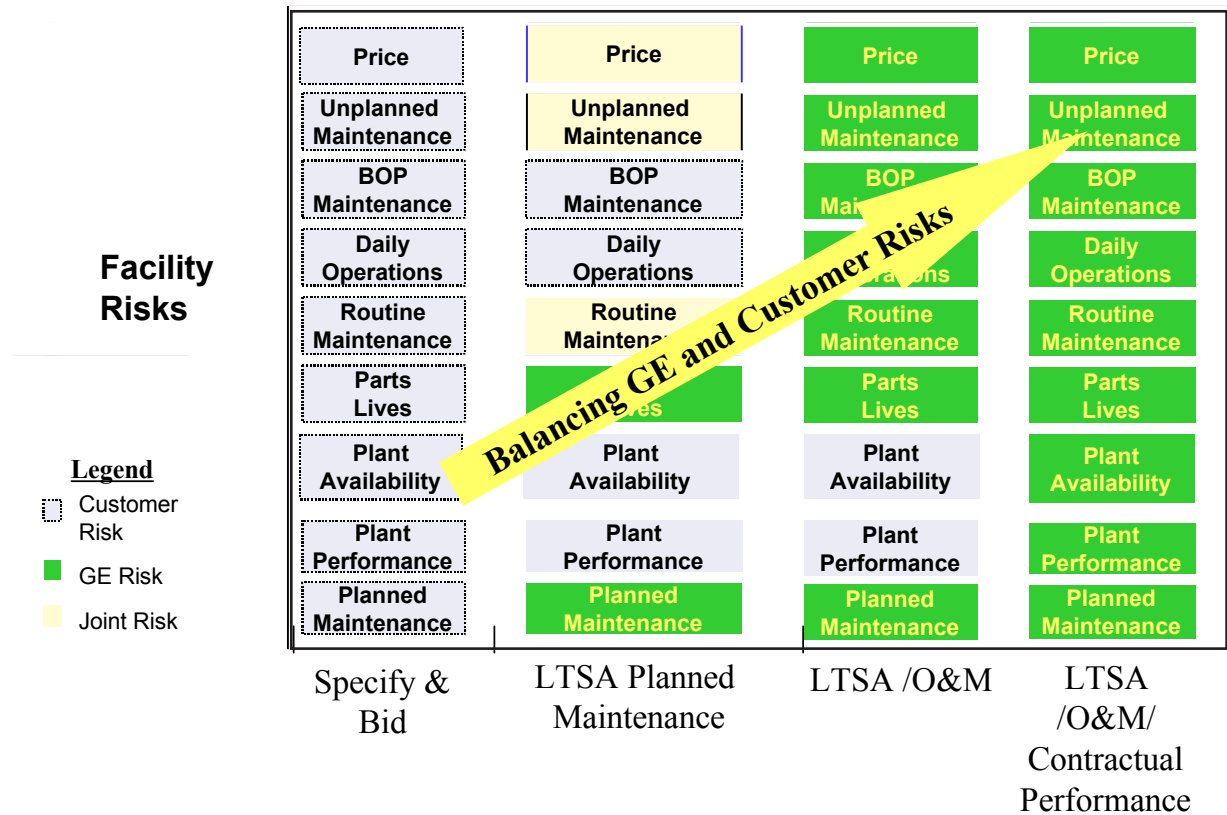 Facility
Risks
Legend
Customer
Risk
GE Risk
Joint Risk
Price
Unplanned
Maintenance
BOP
Maintenance
Daily
Operations
Routine
Maintenance
Parts
Lives
Plant
Availability
Plant
Performance
Planned
Maintenance
Specify &
Bid
Price
Unplanned
Maintenance
BOP
Maintenance
Daily
Operations
Routine
Plant
Availability
Plant
Performance
Planned
Maintenance
LTSA Planned
Maintenance
Price
Unplanned
Maintenance
BOP
Routine
Maintenance
Parts
Lives
Plant
Availability
Plant
Performance
Planned
Maintenance
LTSA /O&M
Price
Unplanned
Maintenance
BOP
Maintenance
Daily
Operations
Routine
Maintenance
Parts
Lives
Plant
Availability
Plant
Performance
Planned
Maintenance
LTSA
/O&M/
Contractual
Performance
Balancing GE and Customer Risks